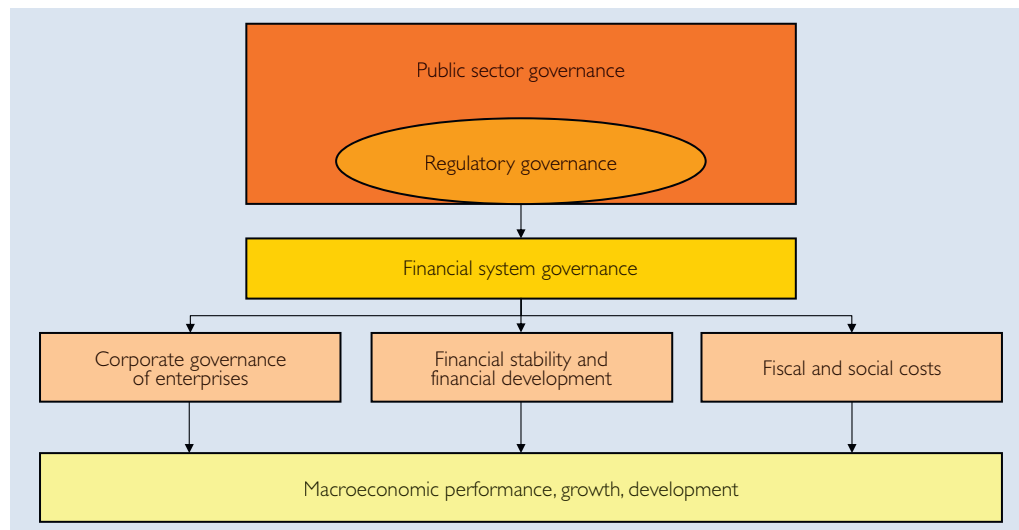 Public sector governance
Regulatory governance
Financial system governance
Corporate governance
of enterprises
Financial stability and
financial development
Fiscal and social costs
Macroeconomic performance, growth, development